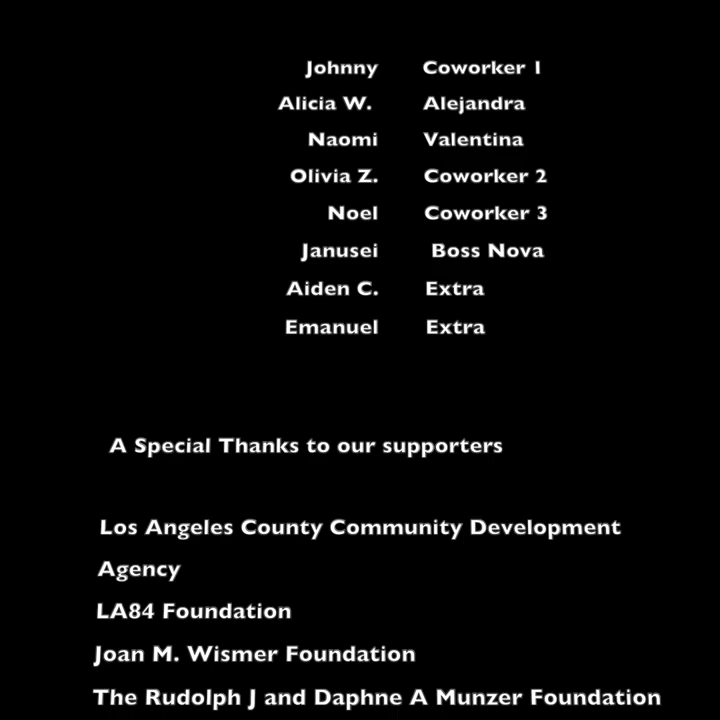 Johnny Coworker 1
Alicia W. Alejandra
Naomi Valentina
Olivia Z. Coworker 2
Noel Coworker 3
Janusei Boss Nova
Aiden C. Extra
Emanuel Extra
A Special Thanks to our supporters
Los Angeles County Community Development
Agency
LA84 Foundation
Joan M. Wismer Foundation
The Rudolph J and Daphne A Munzer Foundation